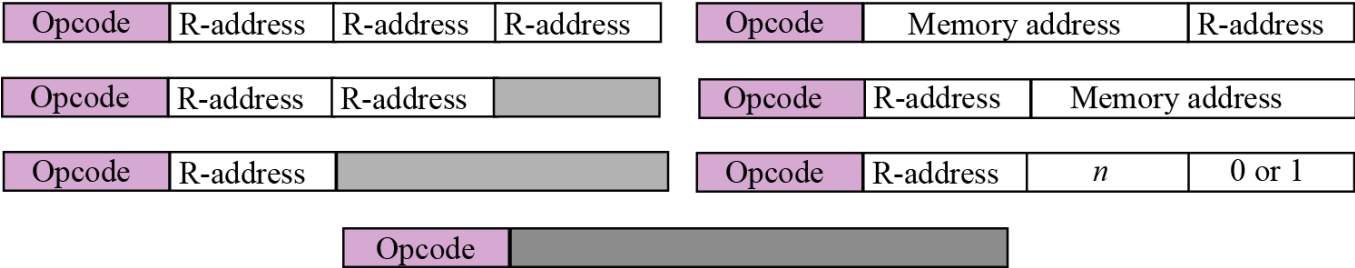 Opcode R-address R-address R-address
Opcode Memory address R-address
Opcode R-address R-address
Opcode R-address Memory address
Opcode R-address
Opcode R-address n 0 or 1
Opcode